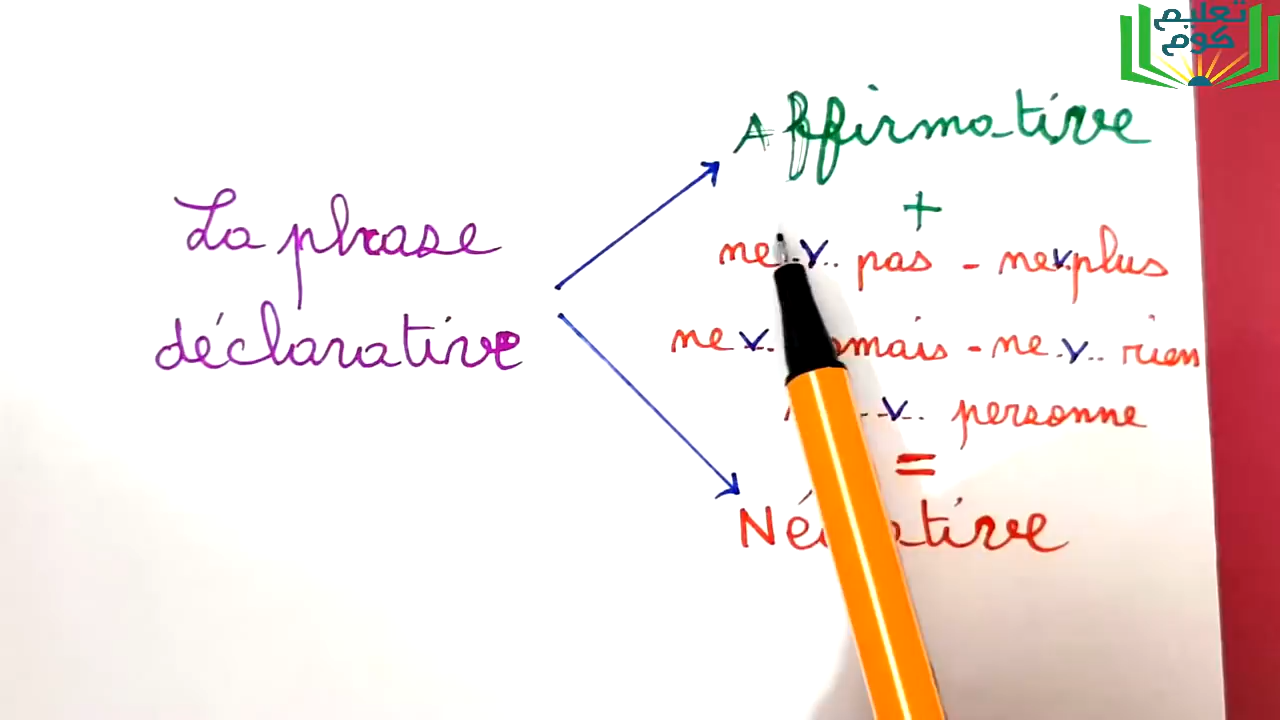 تعليم
كوم
Affirmative
+
ne..v.. pas - ne v plus
La phrase
déclarative
ne v. - ne .v.. rien
..v.. personne
=